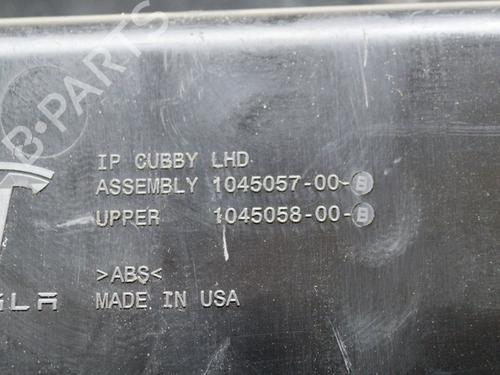 B-PARTS
IP CUBBY LHD
ASSEMBLY 1045057-00-B
UPPER 1045058-00-B
>ABS<
MADE IN USA